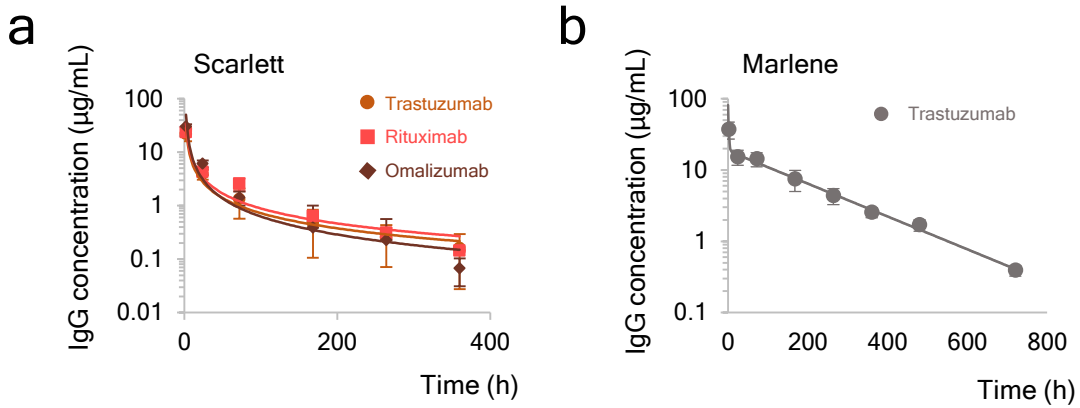 a
Scarlett
IgG concentration (µg/mL)
100
10
1
0.1
0.01
0
200
400
Time (h)
Trastuzumab
Rituximab
Omalizumab
b
Marlene
IgG concentration (µg/mL)
100
10
1
0.1
0
200
400
600
800
Time (h)
Trastuzumab